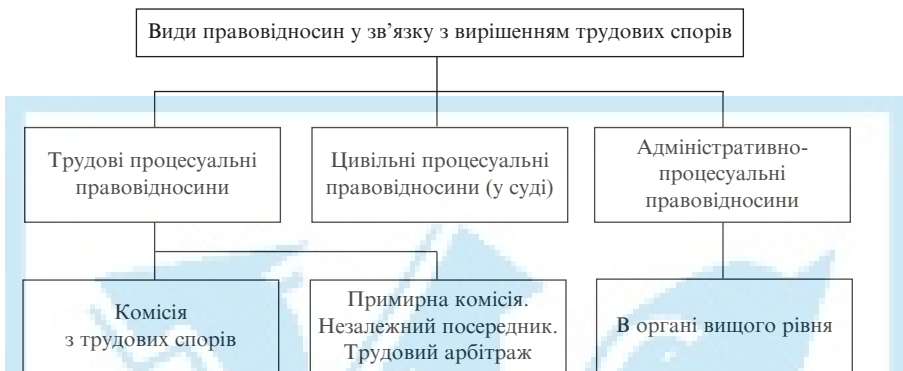 Види правовідносин у зв’язку з вирішенням трудових спорів
Трудові процесуальні
правовідносини
Цивільні процесуальні
правовідносини (у суді)
Адміністративно-
процесуальні
правовідносини
Комісія
з трудових спорів
Примирна комісія.
Незалежний посередник.
Трудовий арбітраж
В органі вищого рівня